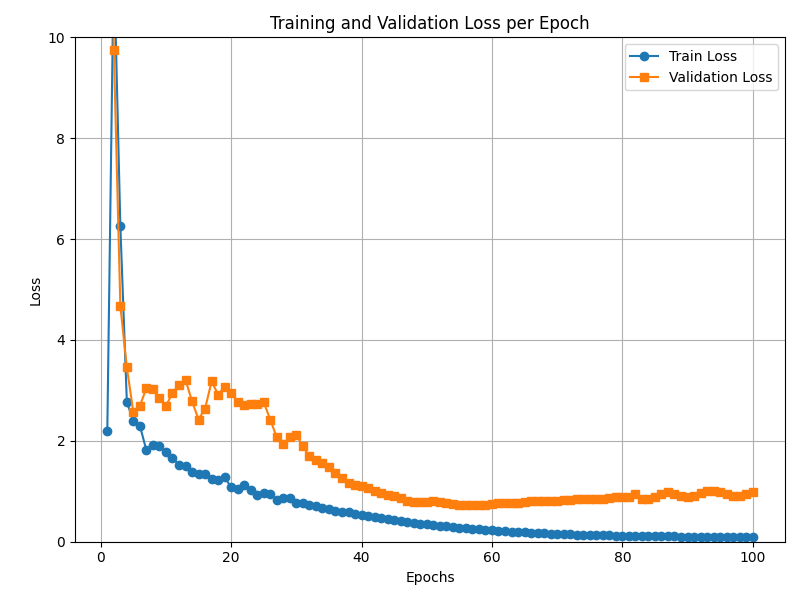 Training and Validation Loss per Epoch
Train Loss
Validation Loss
10
8
6
4
2
0
Loss
0 20 40 60 80 100
Epochs